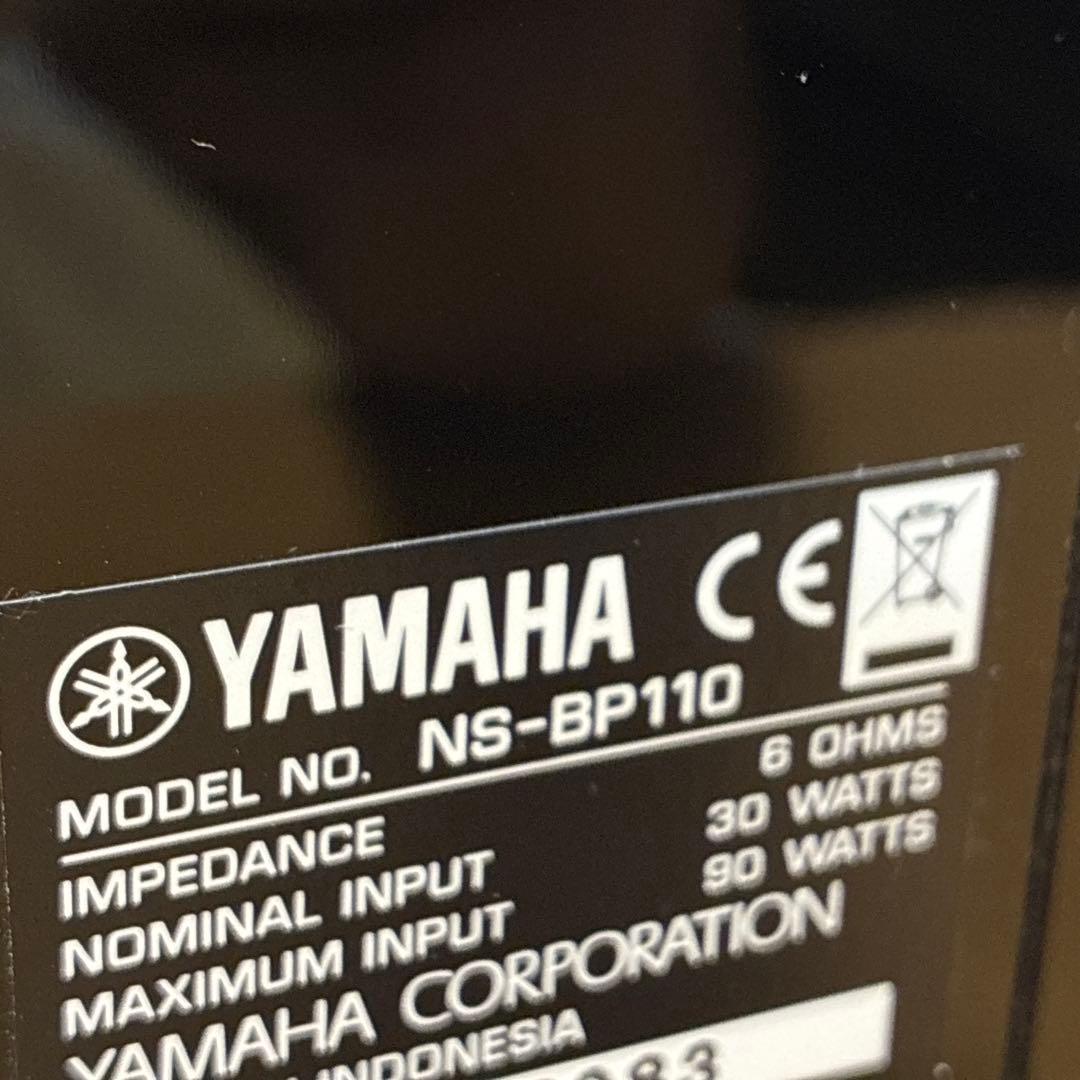 YAMAHA CE
MODEL NO. NS-BP110
IMPEDANCE 6 OHMS
NOMINAL INPUT 30 WATTS
MAXIMUM INPUT 90 WATTS
YAMAHA CORPORATION
INDONESIA